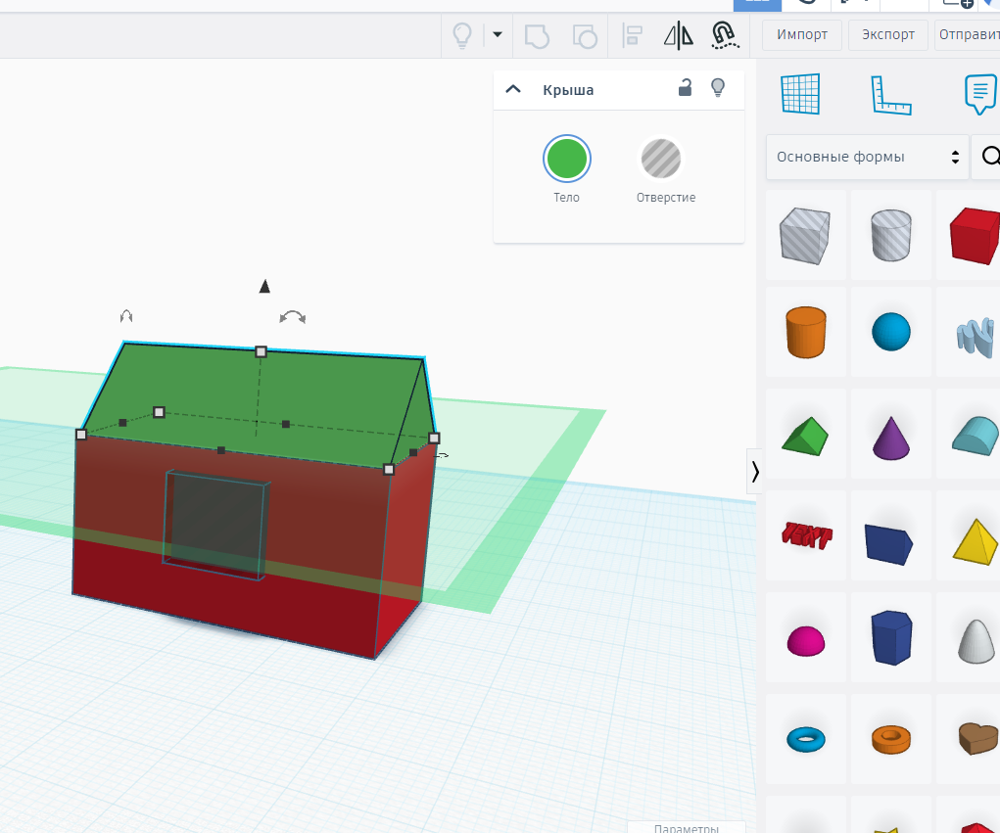 Импорт
Экспорт
Отправит
Крыша
Тело
Отверстие
Основные формы
Параметры